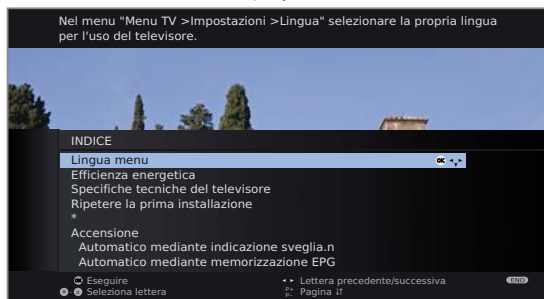 Nel menu "Menu TV >Impostazioni >Lingua" selezionare la propria lingua
per l'uso del televisore.
INDICE
Lingua menu OK
Efficienza energetica
Specifiche tecniche del televisore
Ripetere la prima installazione
*
Accensione
Automatico mediante indicazione sveglia.n
Automatico mediante memorizzazione EPG
Eseguire
Lettera precedente/successiva
END
Seleziona lettera
P+ P- Pagina